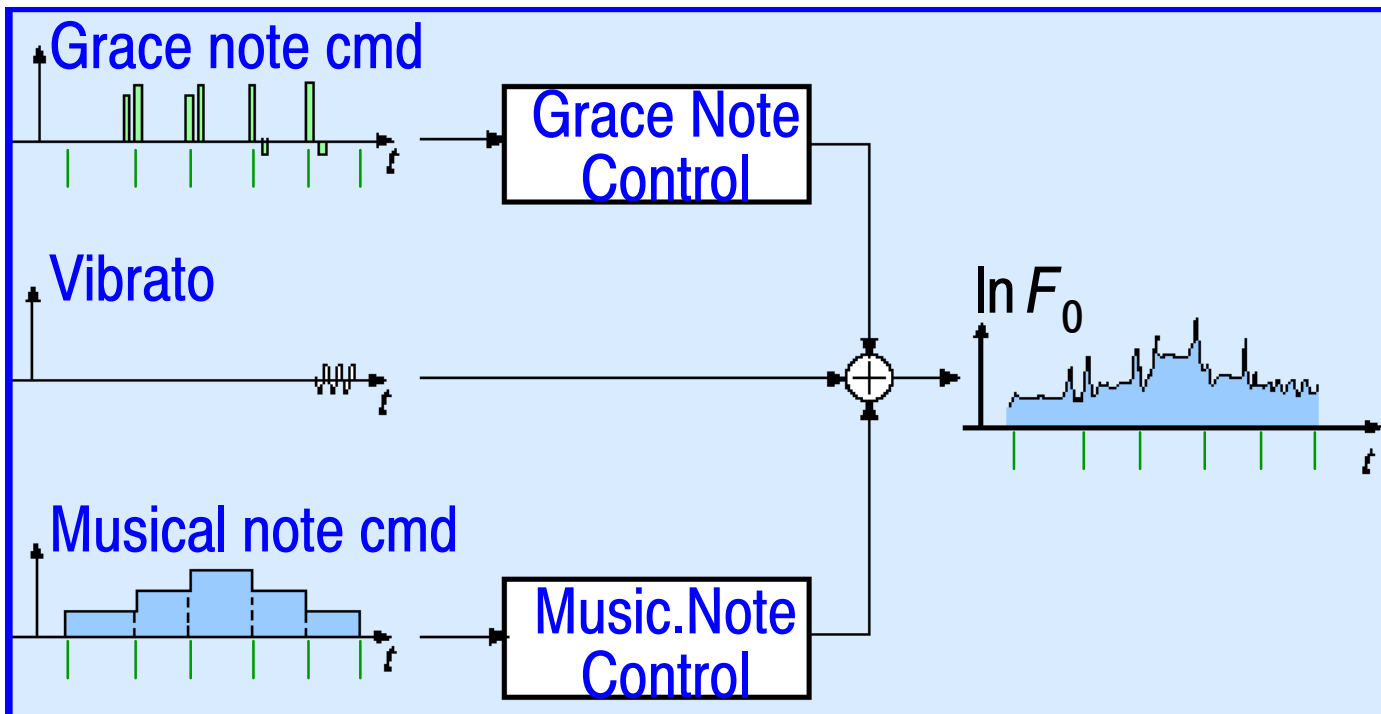 Grace note cmd
t
Grace Note
Control
Vibrato
t
ln F0
t
Musical note cmd
t
Music.Note
Control